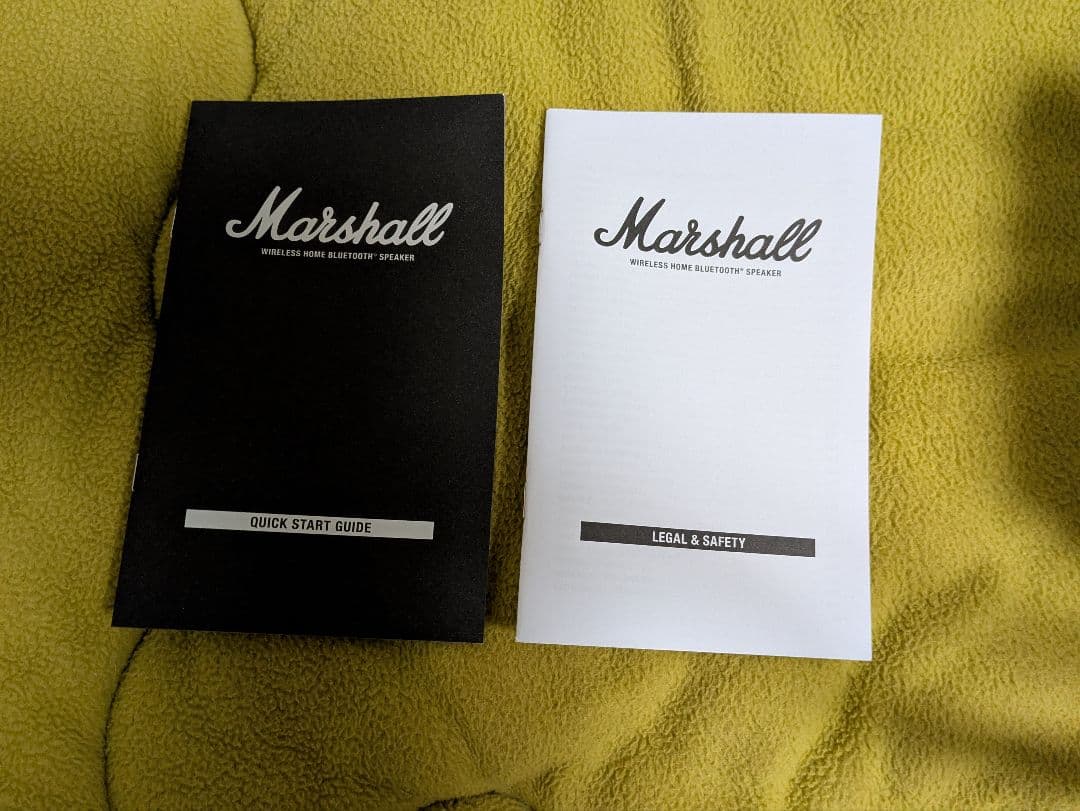 Marshall
WIRELESS HOME BLUETOOTH® SPEAKER
QUICK START GUIDE
Marshall
WIRELESS HOME BLUETOOTH® SPEAKER
LEGAL & SAFETY